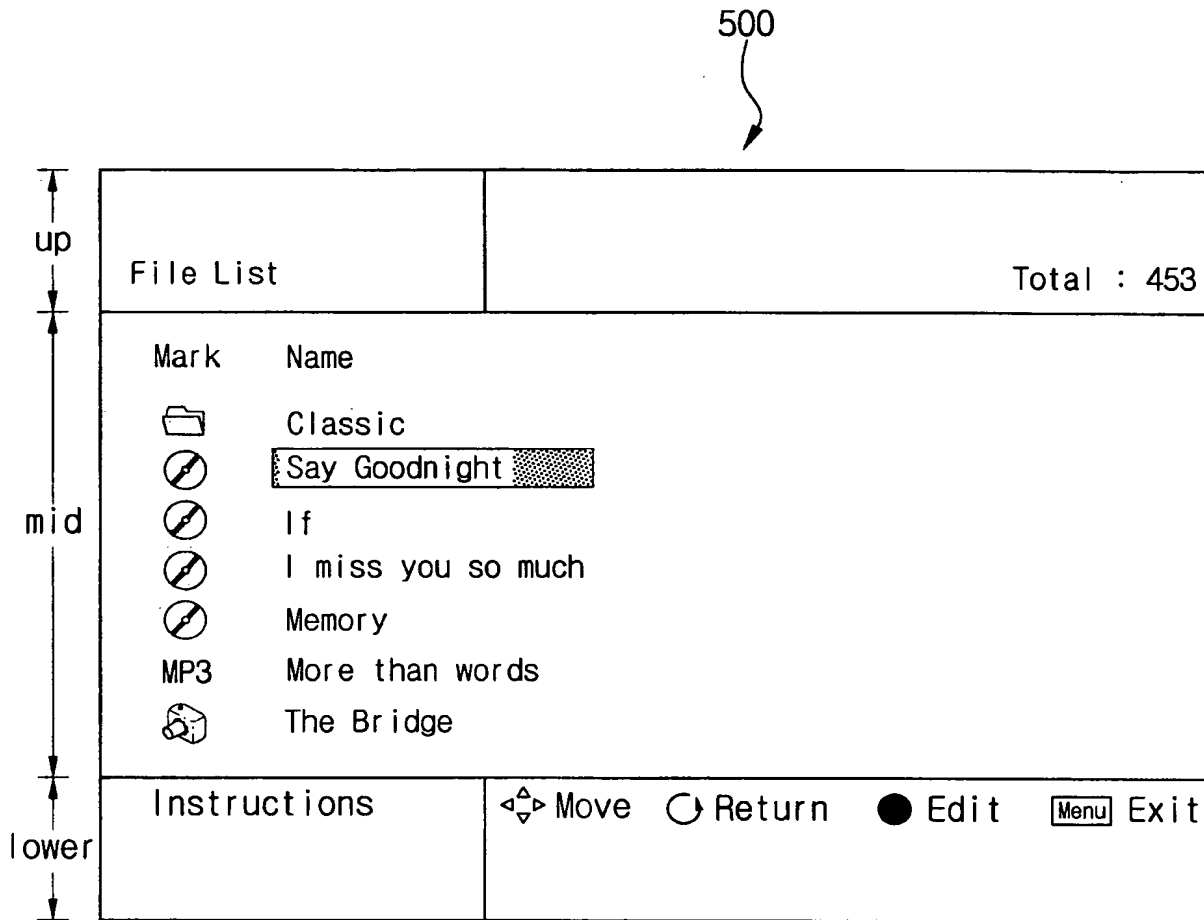 500
up
File List
Total : 453
Mark Name
Classic
Say Goodnight
mid
If
I miss you so much
Memory
MP3 More than words
The Bridge
Instructions
Move Return Edit Menu Exit
lower